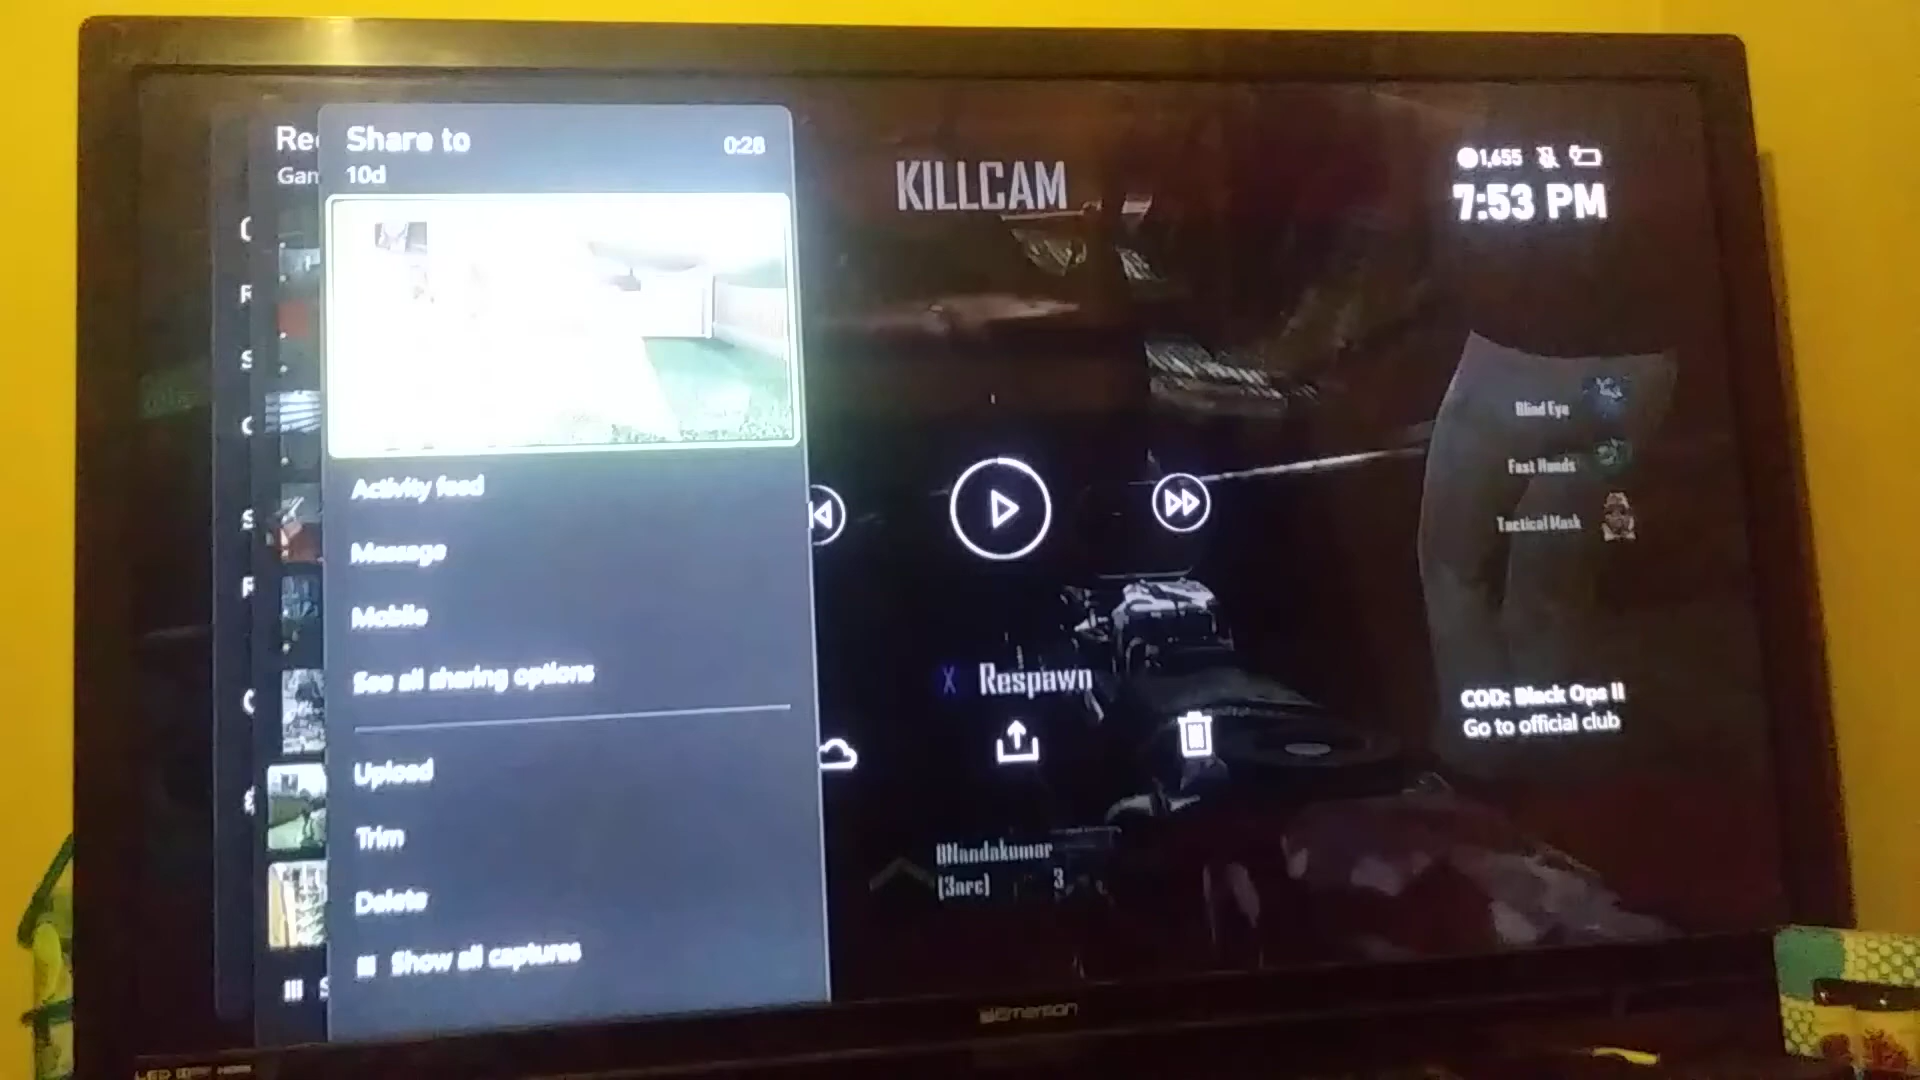 Share to
0:28
10d
Activity feed
Message
Mobile
See all sharing options
Upload
Trim
Delete
Show all captures
KILLCAM
X Respawn
(3arc) 3
1,655
7:53 PM
Blind Eye
Fast Hands
Tactical Mask
COD: Black Ops II
Go to official club
Emerson